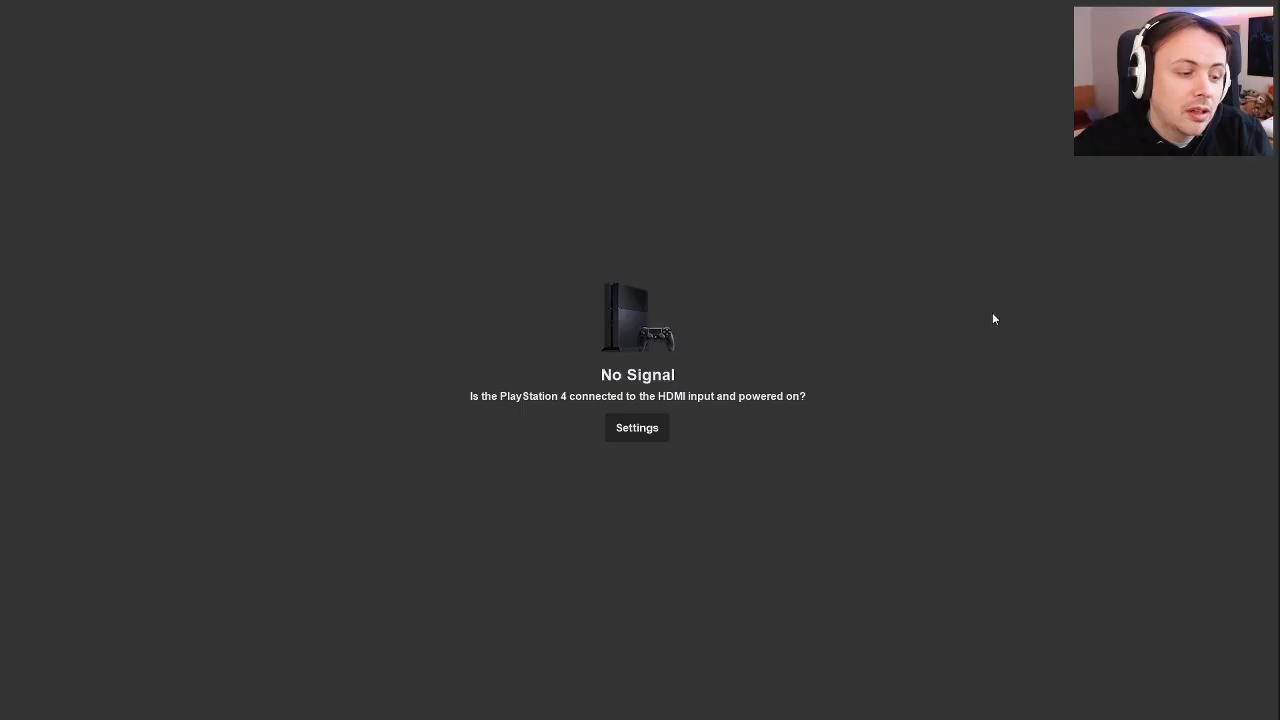 No Signal
Is the PlayStation 4 connected to the HDMI input and powered on?
Settings